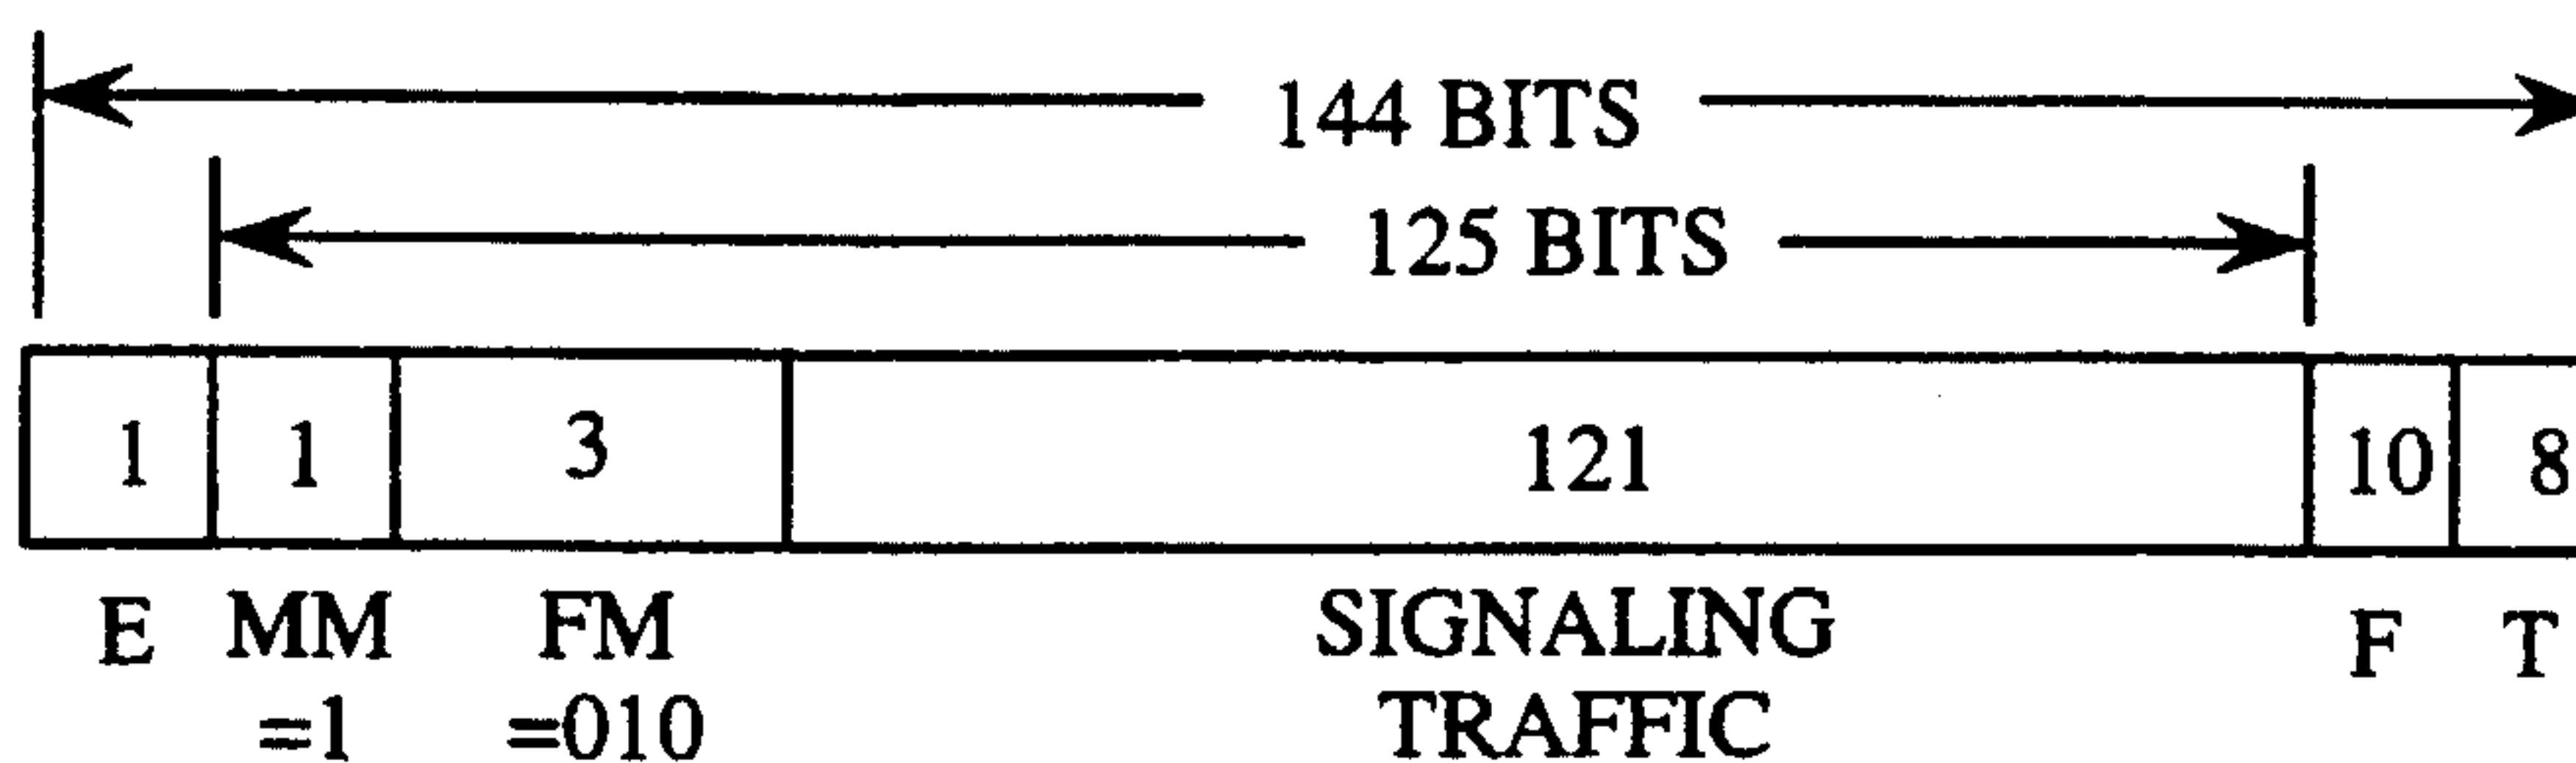 144 BITS
125 BITS
1 1 3 121 10 8
E MM FM SIGNALING F T
=1 =010 TRAFFIC